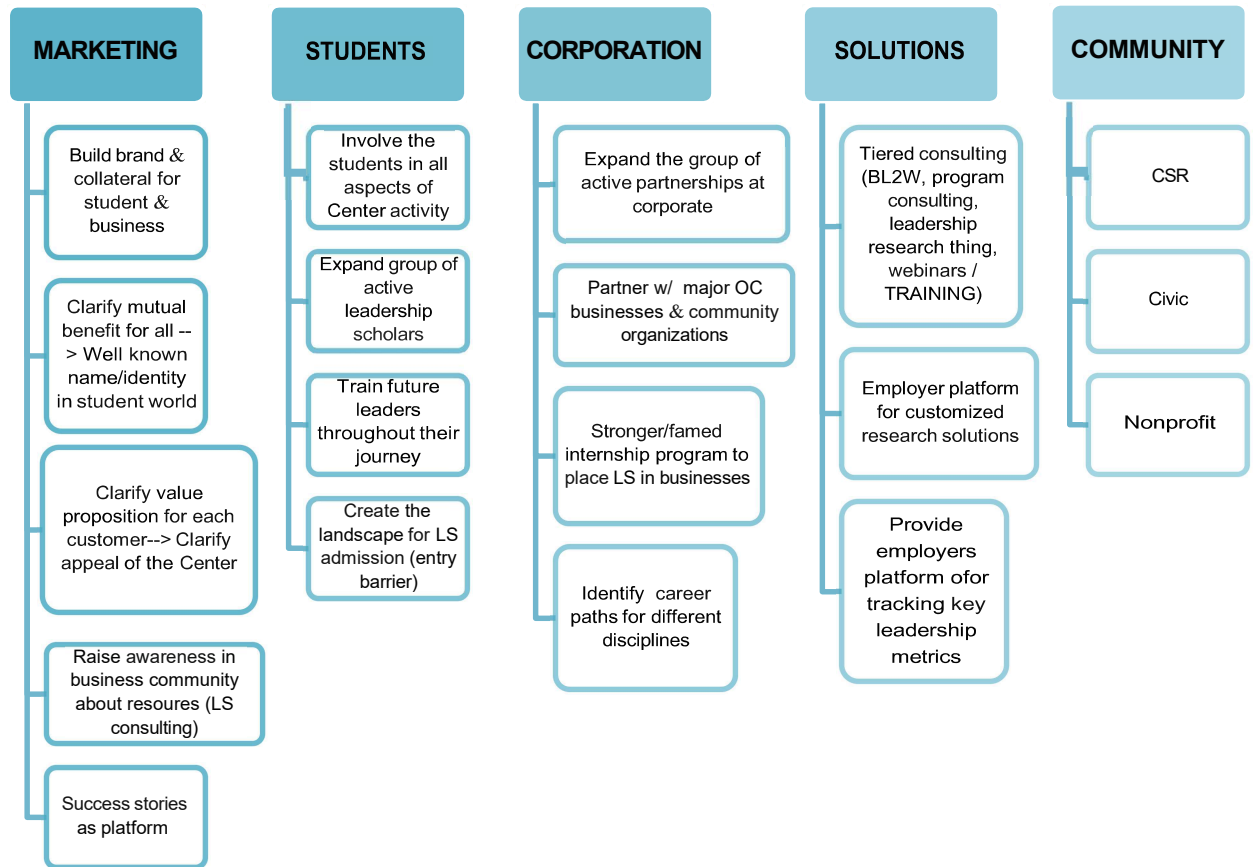 MARKETING
Build brand &
collateral for
student &
business
Clarify mutual
benefit for all --
> Well known
name/identity
in student world
Clarify value
proposition for each
customer--> Clarify
appeal of the Center
Raise awareness in
business community
about resoures (LS
consulting)
Success stories
as platform
STUDENTS
Involve the
students in all
aspects of
Center activity
Expand group of
active
leadership
scholars
Train future
leaders
throughout their
journey
Create the
landscape for LS
admission (entry
barrier)
CORPORATION
Expand the group of
active partnerships at
corporate
Partner w/ major OC
businesses & community
organizations
Stronger/famed
internship program to
place LS in businesses
Identify career
paths for different
disciplines
SOLUTIONS
Tiered consulting
(BL2W, program
consulting,
leadership
research thing,
webinars /
TRAINING)
Employer platform
for customized
research solutions
Provide
employers
platform ofor
tracking key
leadership
metrics
COMMUNITY
CSR
Civic
Nonprofit